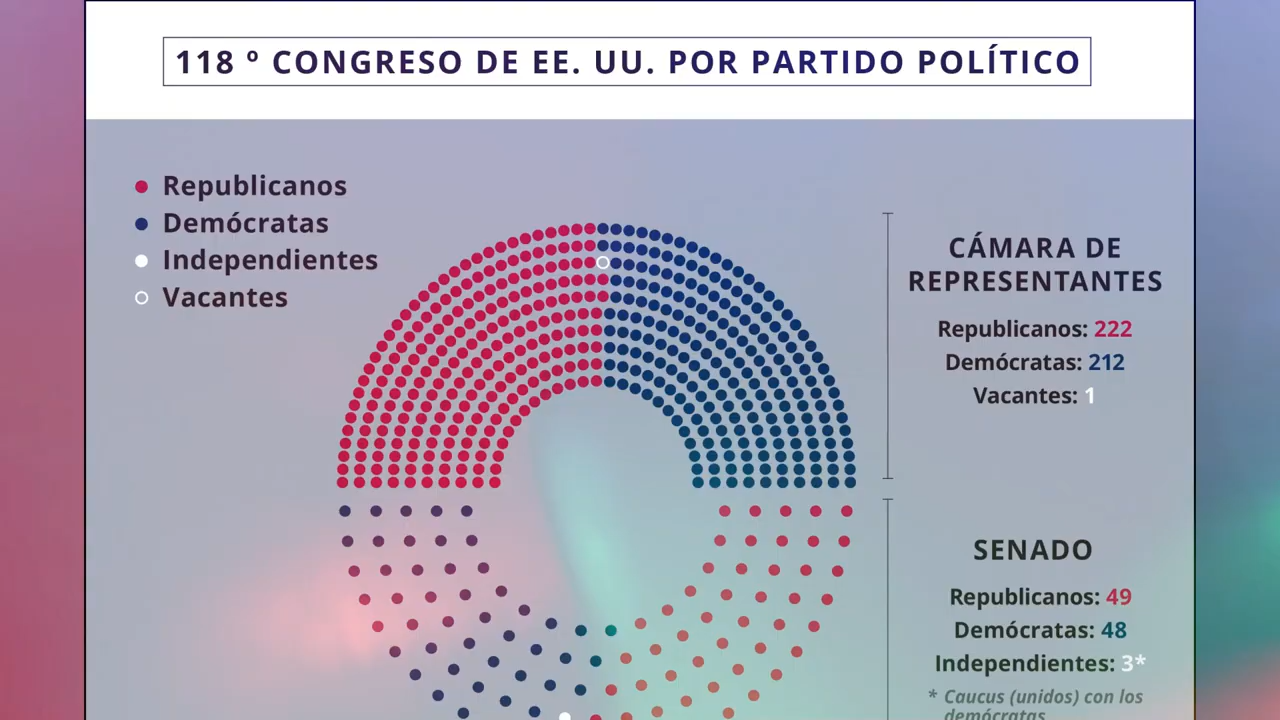 118 º CONGRESO DE EE. UU. POR PARTIDO POLÍTICO
Republicanos
Demócratas
Independientes
Vacantes
CÁMARA DE
REPRESENTANTES
Republicanos: 222
Demócratas: 212
Vacantes: 1
SENADO
Republicanos: 49
Demócratas: 48
Independientes: 3*
* Caucus (unidos) con los
demócratas